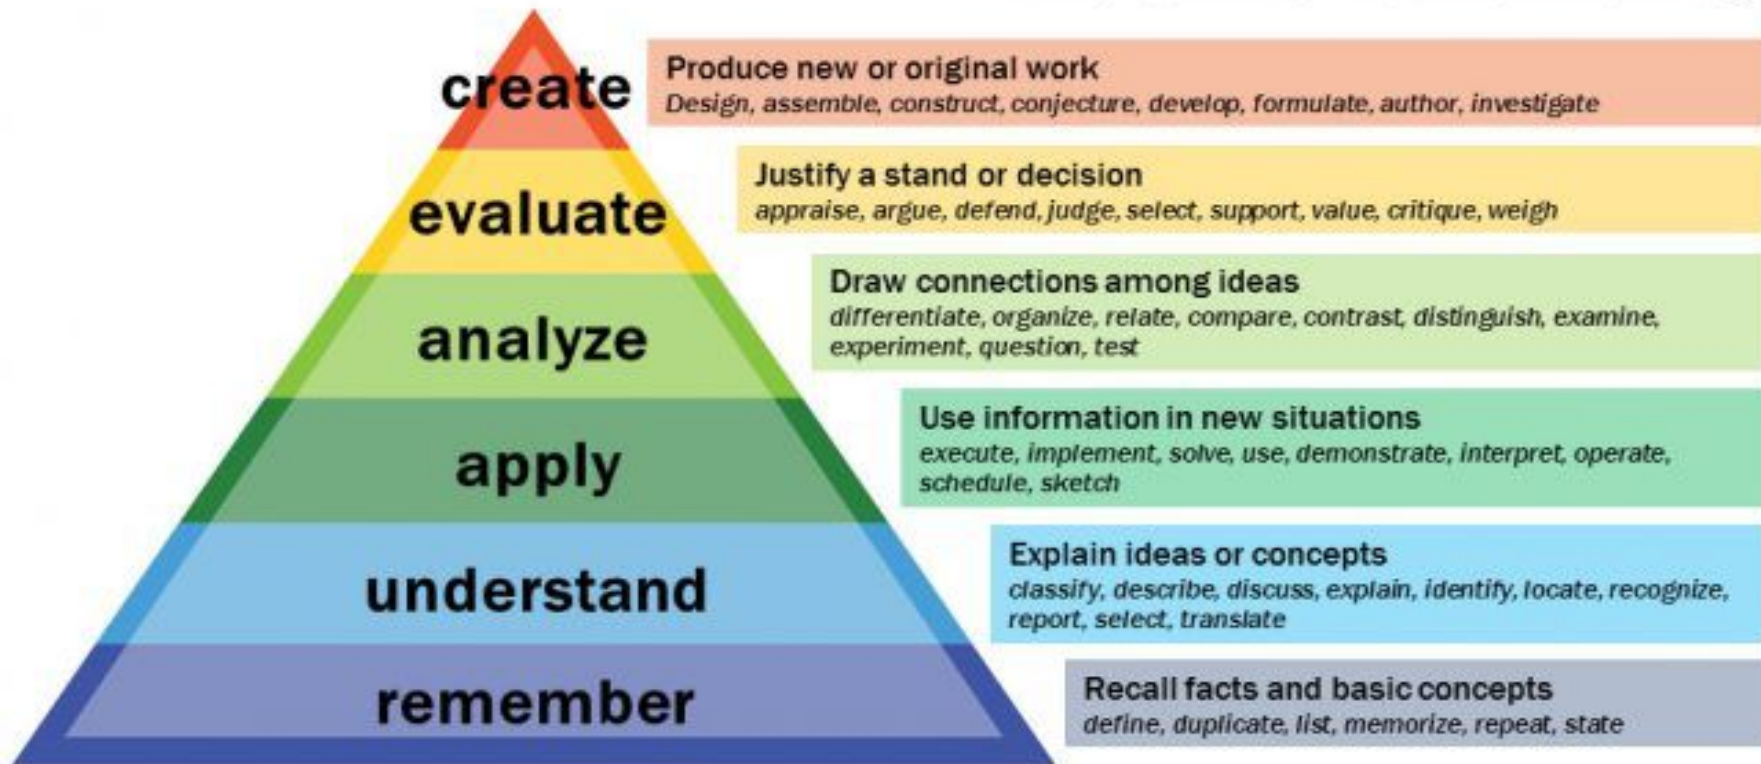 create
Produce new or original work
Design, assemble, construct, conjecture, develop, formulate, author, investigate
evaluate
Justify a stand or decision
appraise, argue, defend, judge, select, support, value, critique, weigh
analyze
Draw connections among ideas
differentiate, organize, relate, compare, contrast, distinguish, examine,
experiment, question, test
apply
Use information in new situations
execute, implement, solve, use, demonstrate, interpret, operate,
schedule, sketch
understand
Explain ideas or concepts
classify, describe, discuss, explain, identify, locate, recognize,
report, select, translate
remember
Recall facts and basic concepts
define, duplicate, list, memorize, repeat, state